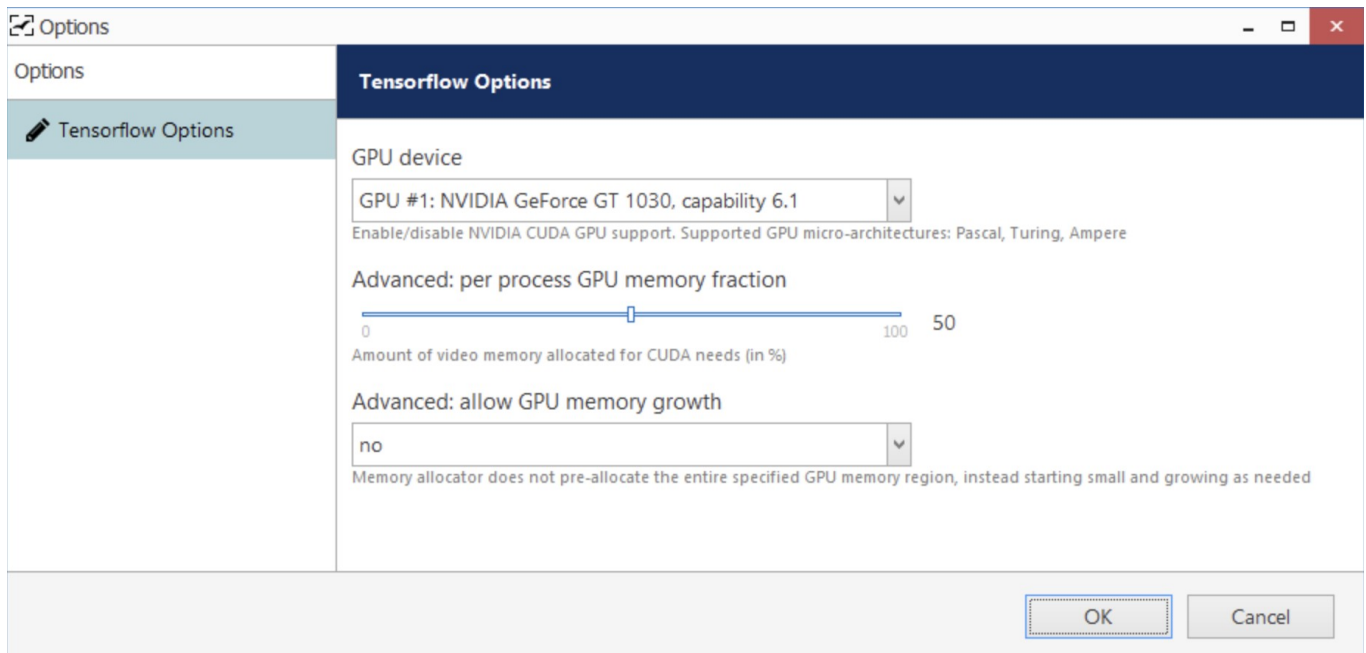 Options
Options
Tensorflow Options
Tensorflow Options
GPU device
GPU #1: NVIDIA GeForce GT 1030, capability 6.1
Enable/disable NVIDIA CUDA GPU support. Supported GPU micro-architectures: Pascal, Turing, Ampere
Advanced: per process GPU memory fraction
0 100 50
Amount of video memory allocated for CUDA needs (in %)
Advanced: allow GPU memory growth
no
Memory allocator does not pre-allocate the entire specified GPU memory region, instead starting small and growing as needed
OK Cancel